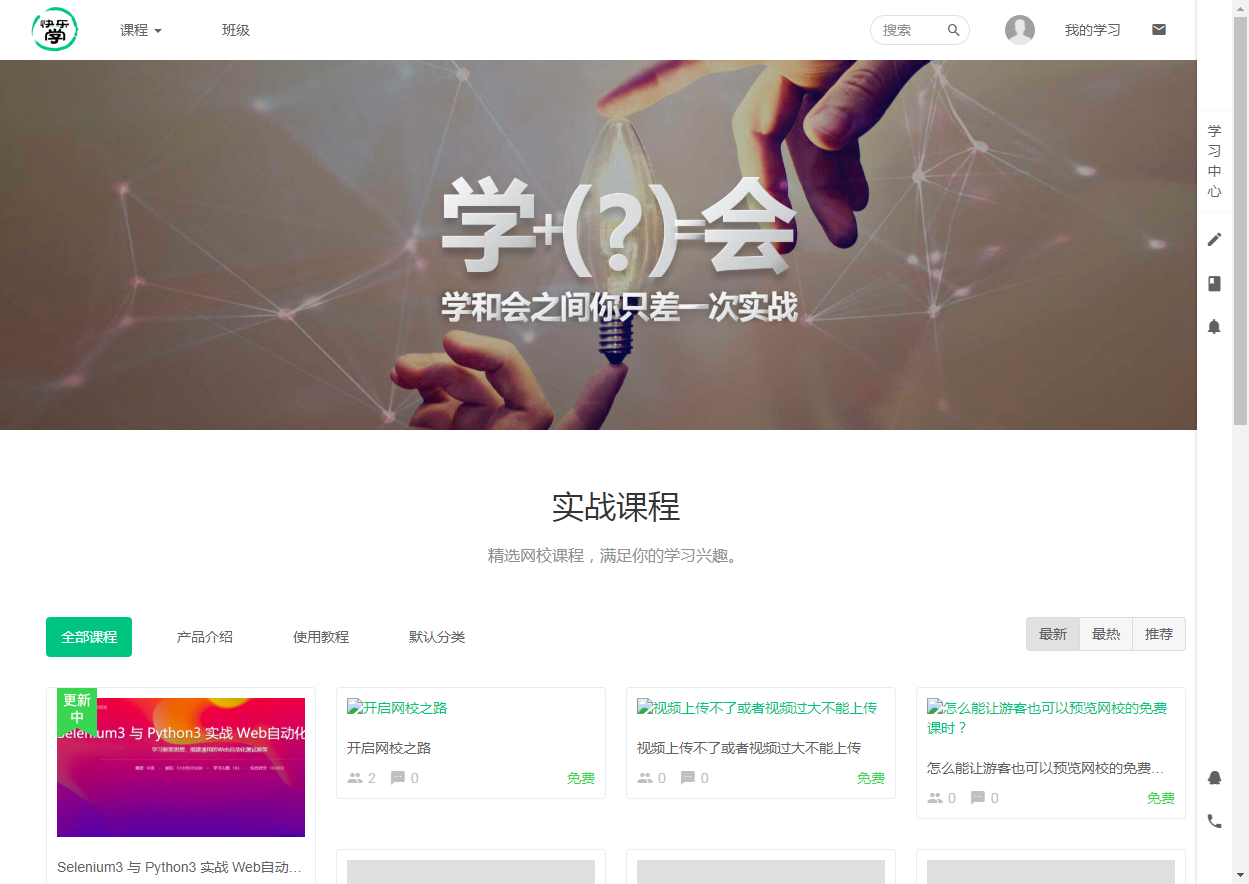 快乐
学
课程
班级
搜索
我的学习
学
习
中
心
学+(?)=会
学和会之间你只差一次实战
实战课程
精选网校课程，满足你的学习兴趣。
全部课程
产品介绍
使用教程
默认分类
最新
最热
推荐
更新
中
Selenium3 与 Python3 实战 Web自动化
Selenium3 与 Python3 实战 Web自动...
开启网校之路
开启网校之路
2
0
免费
视频上传不了或者视频过大不能上传
视频上传不了或者视频过大不能上传
0
0
免费
怎么能让游客也可以预览网校的免费
课时？
怎么能让游客也可以预览网校的免费...
0
0
免费